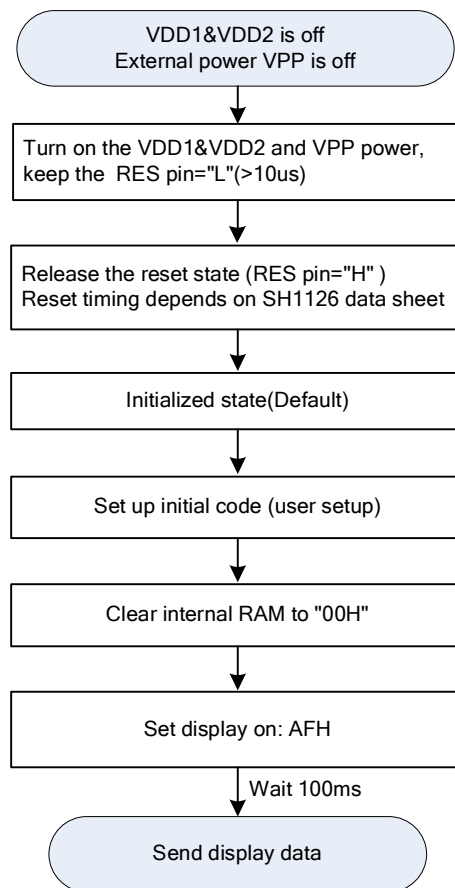 VDD1&VDD2 is off
External power VPP is off
Turn on the VDD1&VDD2 and VPP power,
keep the RES pin="L"(>10us)
Release the reset state (RES pin="H" )
Reset timing depends on SH1126 data sheet
Initialized state(Default)
Set up initial code (user setup)
Clear internal RAM to "00H"
Set display on: AFH
Wait 100ms
Send display data